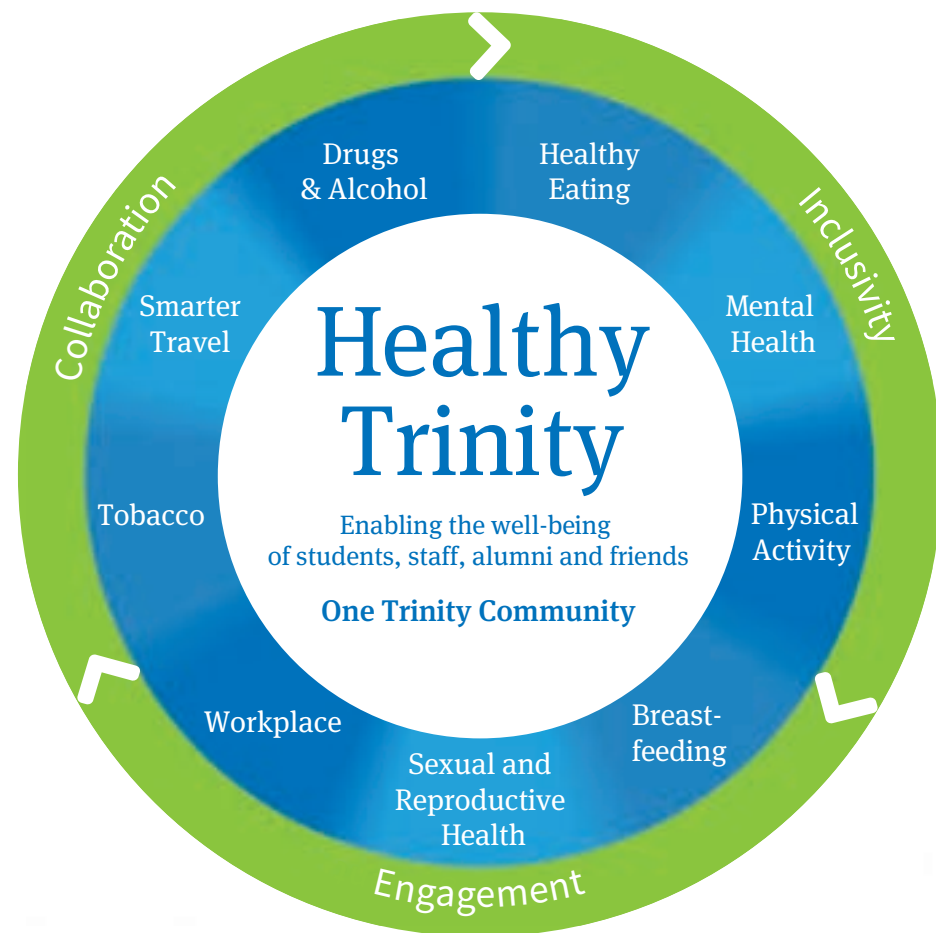 Healthy
Trinity
Enabling the well-being
of students, staff, alumni and friends
One Trinity Community
Drugs
& Alcohol
Healthy
Eating
Mental
Health
Physical
Activity
Breast-
feeding
Sexual and
Reproductive
Health
Workplace
Tobacco
Smarter
Travel
Collaboration
Inclusivity
Engagement